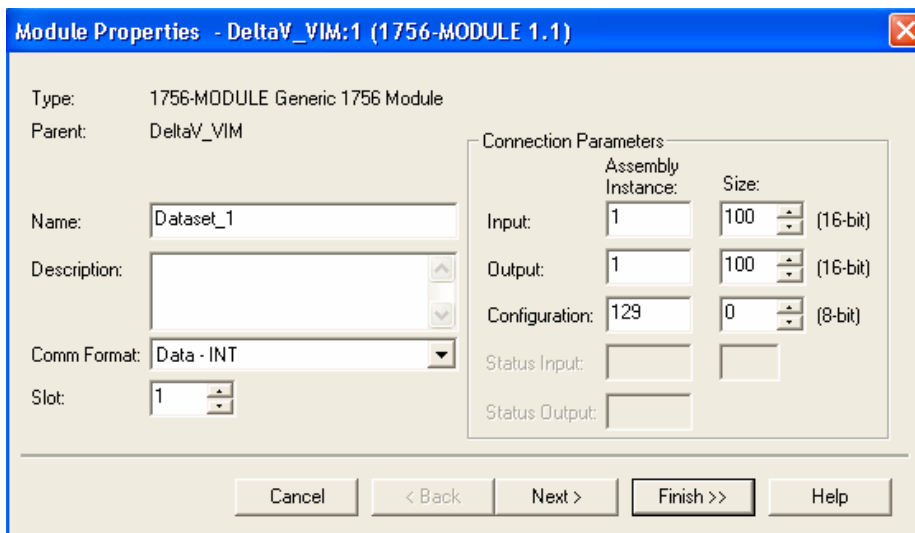 Module Properties - DeltaV_VIM:1 (1756-MODULE 1.1)
Type: 1756-MODULE Generic 1756 Module
Parent: DeltaV_VIM
Connection Parameters
Assembly Instance: Size:
Name: Dataset_1
Input: 1 100 (16-bit)
Description:
Output: 1 100 (16-bit)
Configuration: 129 0 (8-bit)
Comm Format: Data - INT
Status Input:
Slot: 1
Status Output:
Cancel < Back Next > Finish >> Help